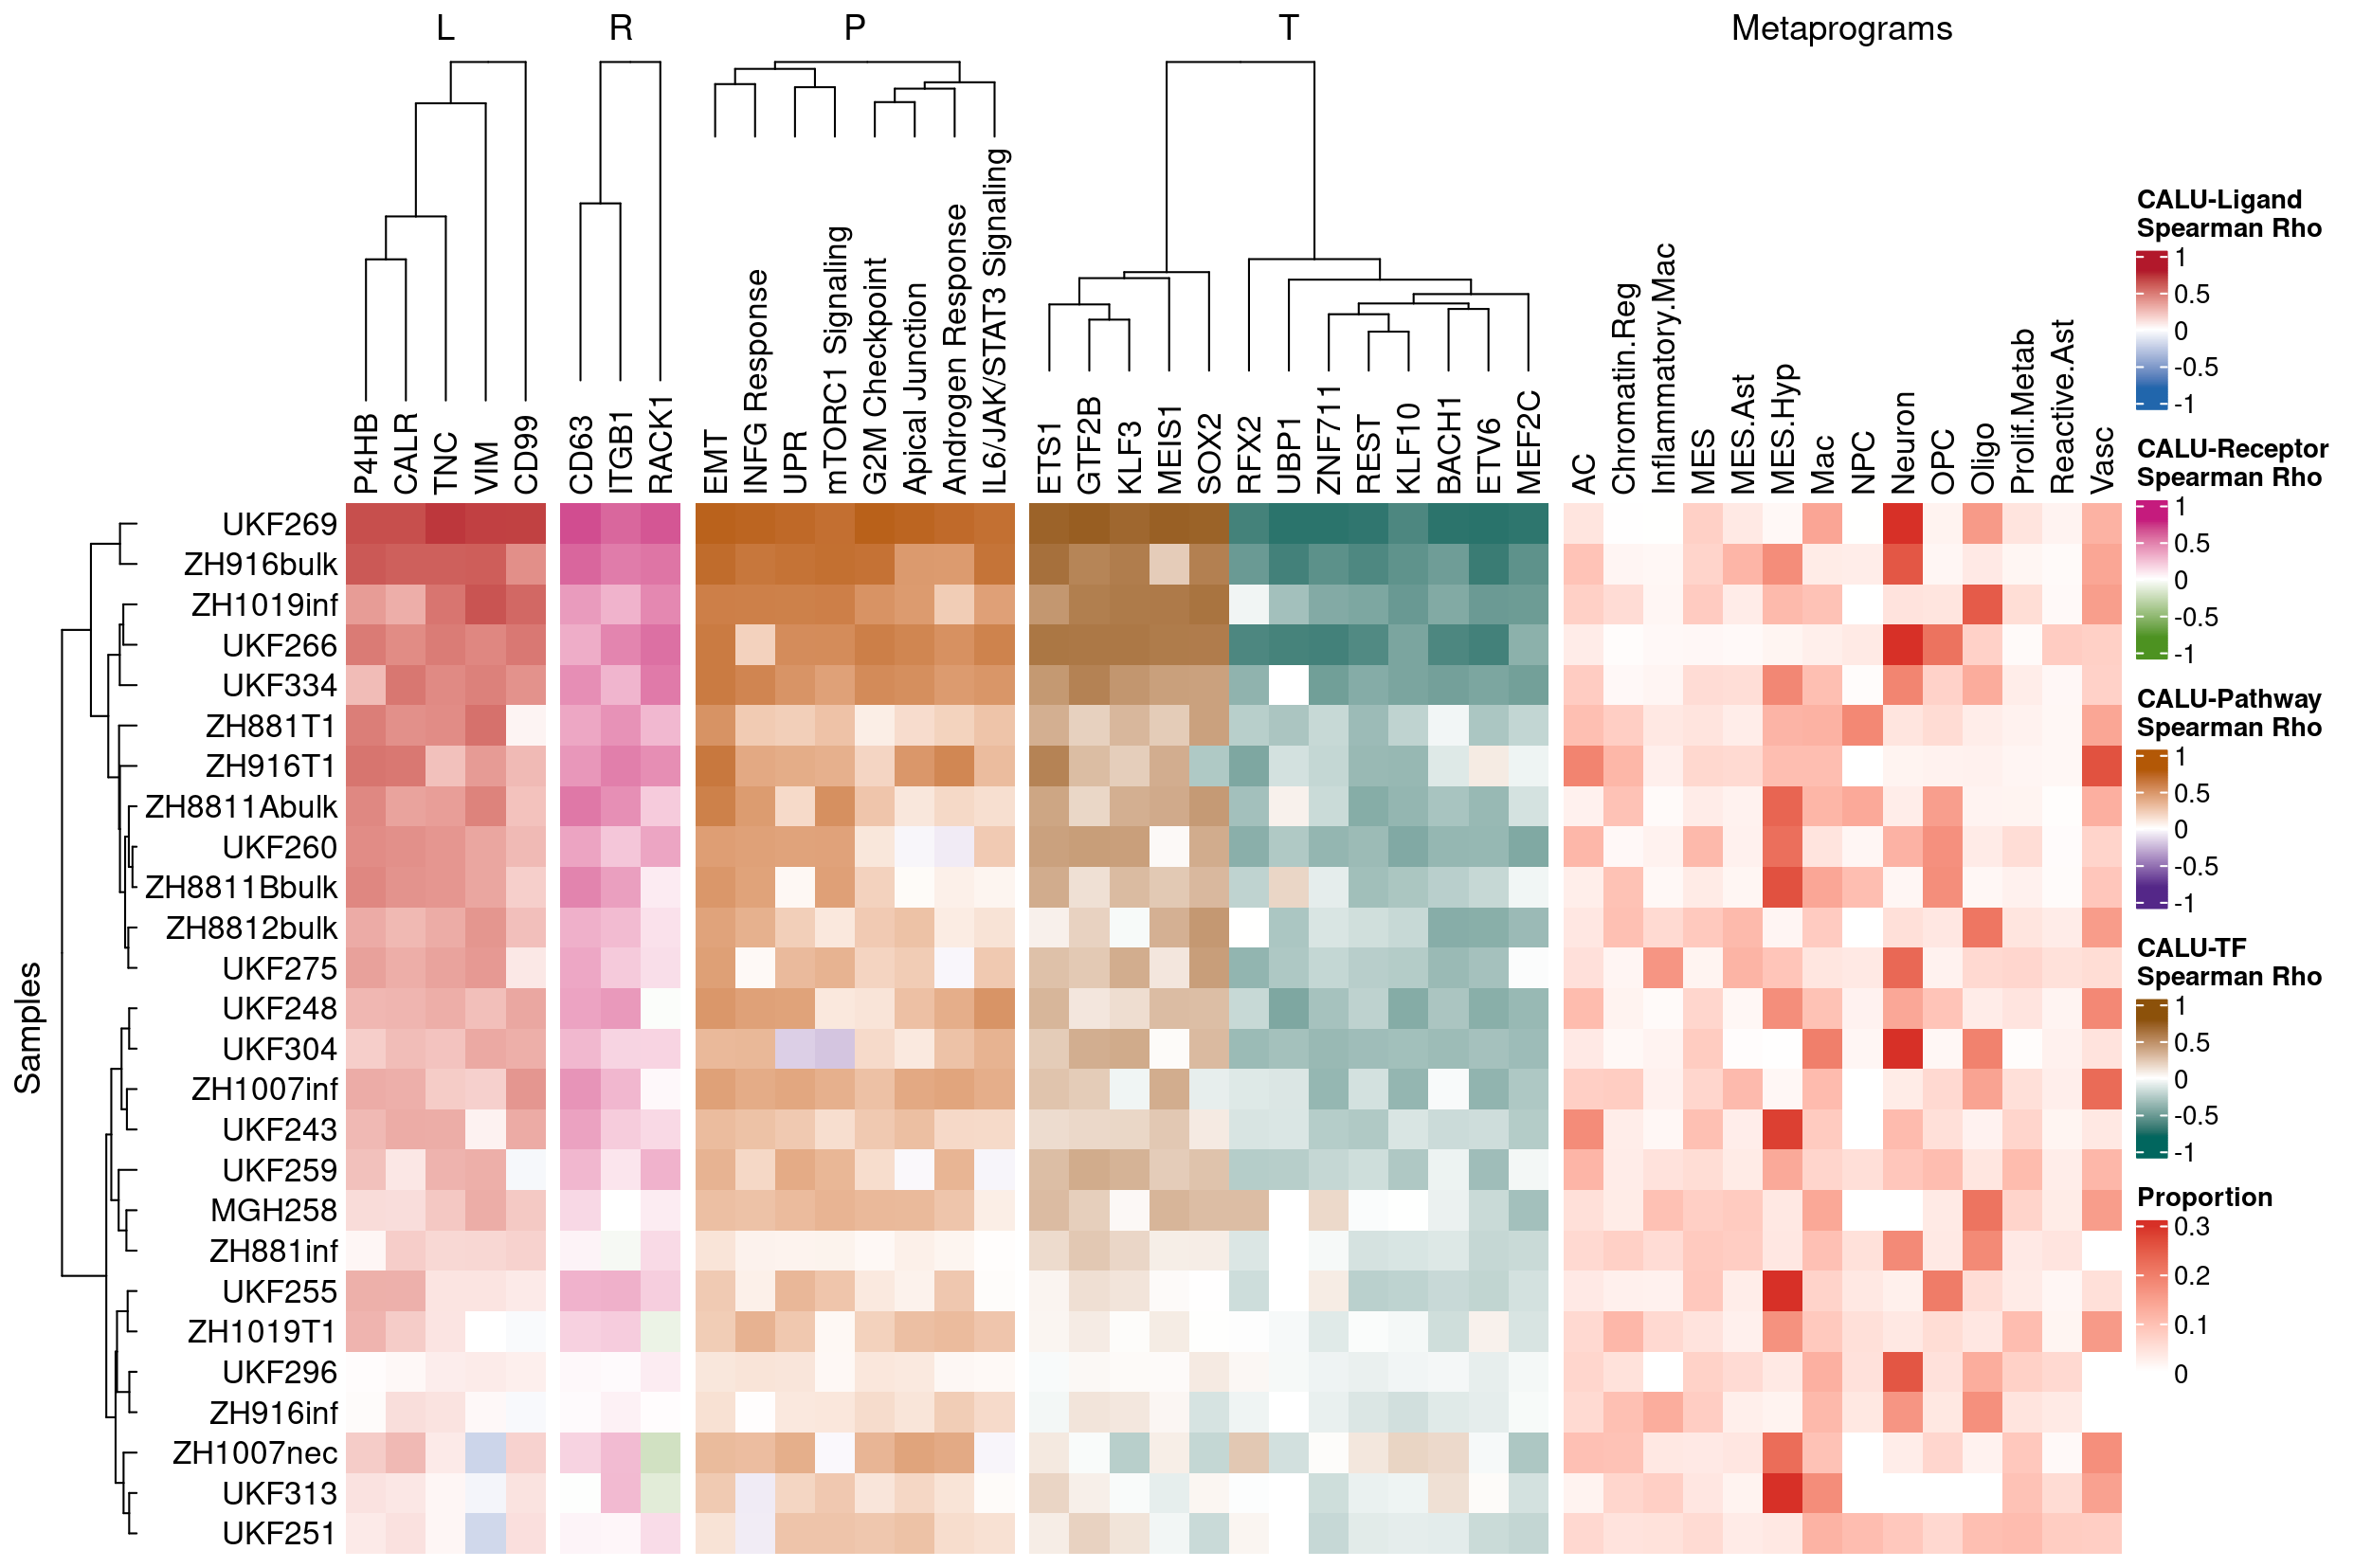 L R P T Metaprograms
P4HB
CALR
TNC
VIM
CD99
CD63
ITGB1
RACK1
EMT
INFG Response
UPR
mTORC1 Signaling
G2M Checkpoint
Apical Junction
Androgen Response
IL6/JAK/STAT3 Signaling
ETS1
GTF2B
KLF3
MEIS1
SOX2
RFX2
UBP1
ZNF711
REST
KLF10
BACH1
ETV6
MEF2C
AC
Chromatin.Reg
Inflammatory.Mac
MES
MES.Ast
MES.Hyp
Mac
NPC
Neuron
OPC
Oligo
Prolif.Metab
Reactive.Ast
Vasc
Samples
UKF269
ZH916bulk
ZH1019inf
UKF266
UKF334
ZH881T1
ZH916T1
ZH8811Abulk
UKF260
ZH8811Bbulk
ZH8812bulk
UKF275
UKF248
UKF304
ZH1007inf
UKF243
UKF259
MGH258
ZH881inf
UKF255
ZH1019T1
UKF296
ZH916inf
ZH1007nec
UKF313
UKF251
CALU-Ligand
Spearman Rho
1
0.5
0
-0.5
-1
CALU-Receptor
Spearman Rho
1
0.5
0
-0.5
-1
CALU-Pathway
Spearman Rho
1
0.5
0
-0.5
-1
CALU-TF
Spearman Rho
1
0.5
0
-0.5
-1
Proportion
0.3
0.2
0.1
0